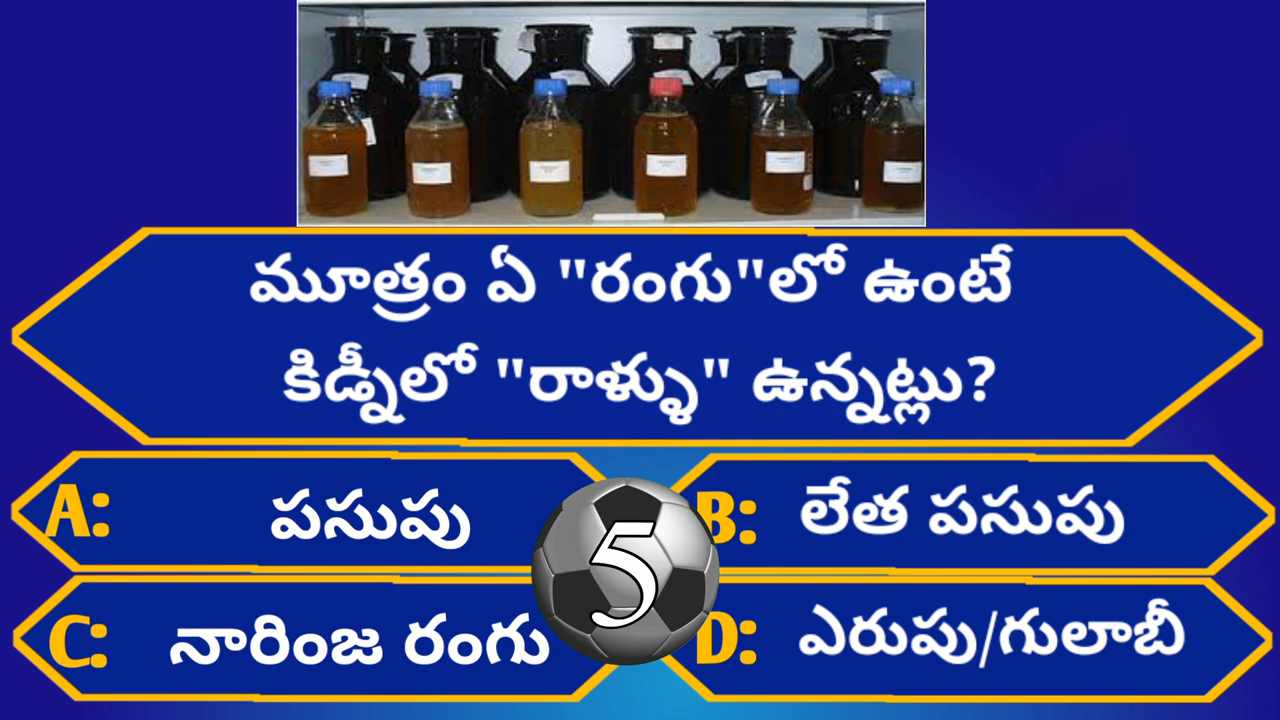 మూత్రం ఏ "రంగు"లో ఉంటే
కిడ్నీలో "రాళ్ళు" ఉన్నట్లు?
A: పసుపు
B: లేత పసుపు
5
C: నారింజ రంగు
D: ఎరుపు/గులాబీ